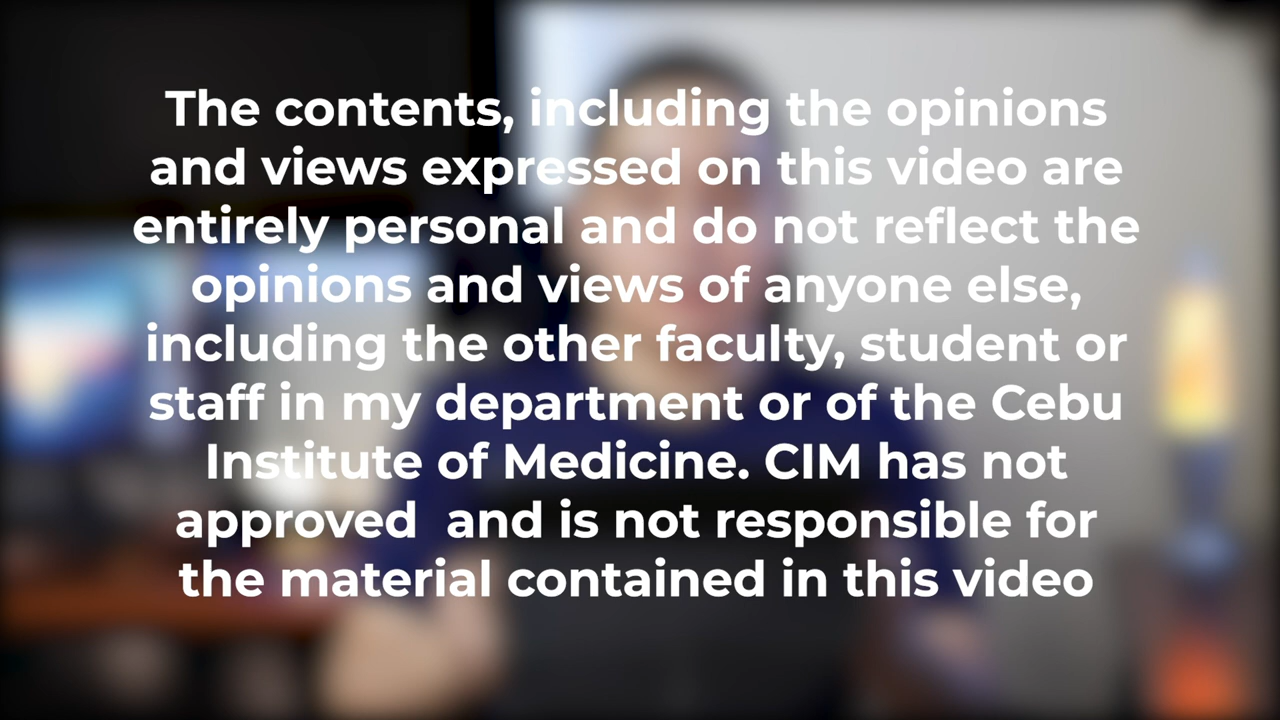 The contents, including the opinions
and views expressed on this video are
entirely personal and do not reflect the
opinions and views of anyone else,
including the other faculty, student or
staff in my department or of the Cebu
Institute of Medicine. CIM has not
approved  and is not responsible for
the material contained in this video